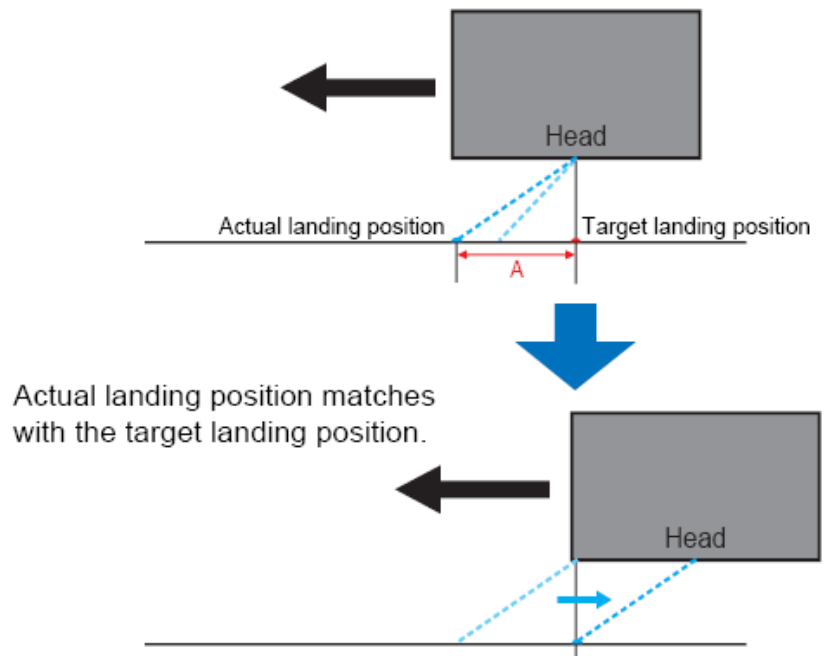 Head
Actual landing position
Target landing position
A
Actual landing position matches
with the target landing position.
Head